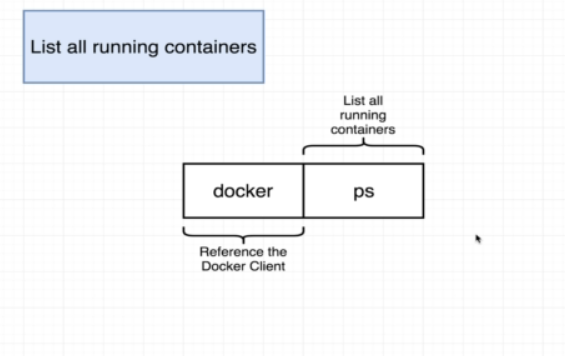 List all running containers
List all
running
containers
docker
ps
Reference the
Docker Client